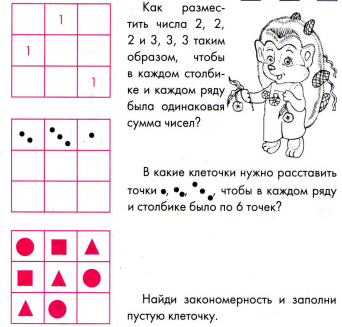 1
1
1
Как размес-
тить числа 2, 2,
2 и 3, 3, 3 таким
образом, чтобы
в каждом столби-
ке и каждом ряду
была одинаковая
сумма чисел?
В какие клеточки нужно расставить
точки •, •• , ••• , чтобы в каждом ряду
и столбике было по 6 точек?
Найди закономерность и заполни
пустую клеточку.